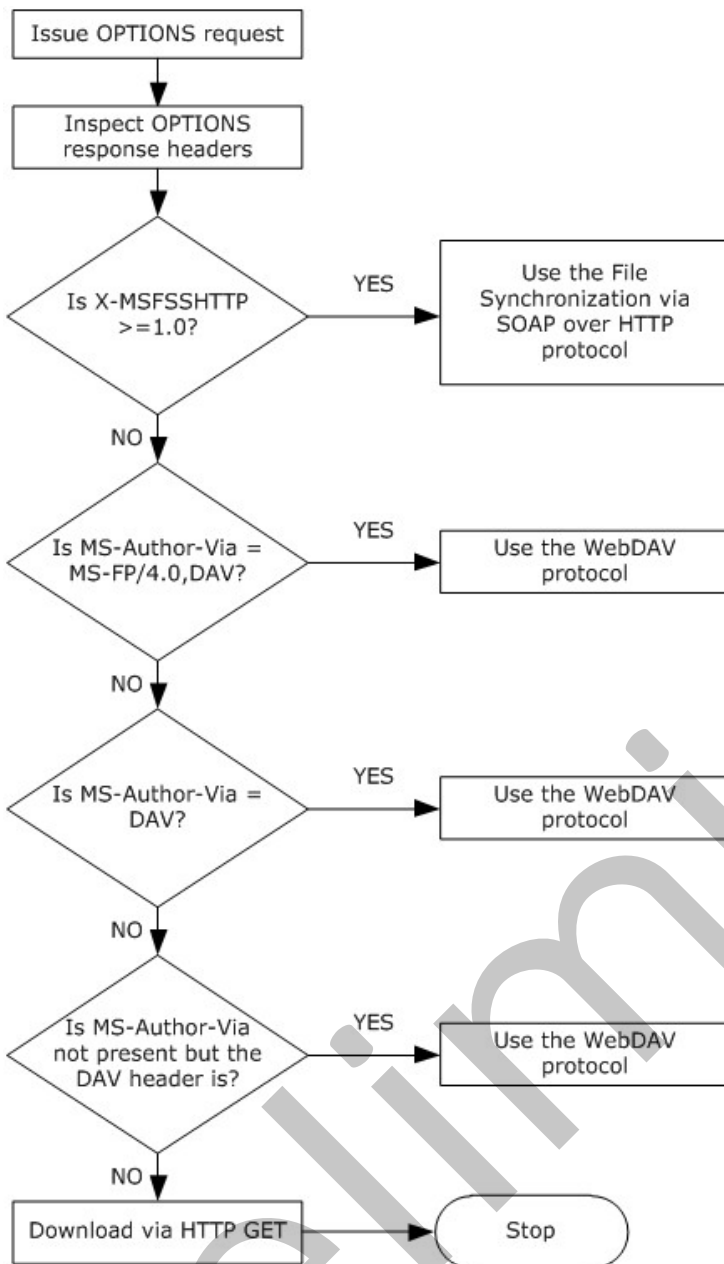 Issue OPTIONS request
Inspect OPTIONS
response headers
Is X-MSFSSHTTP
>=1.0?
YES
Use the File
Synchronization via
SOAP over HTTP
protocol
NO
Is MS-Author-Via =
MS-FP/4.0,DAV?
YES
Use the WebDAV
protocol
NO
Is MS-Author-Via =
DAV?
YES
Use the WebDAV
protocol
NO
Is MS-Author-Via
not present but the
DAV header is?
YES
Use the WebDAV
protocol
NO
Download via HTTP GET
Stop